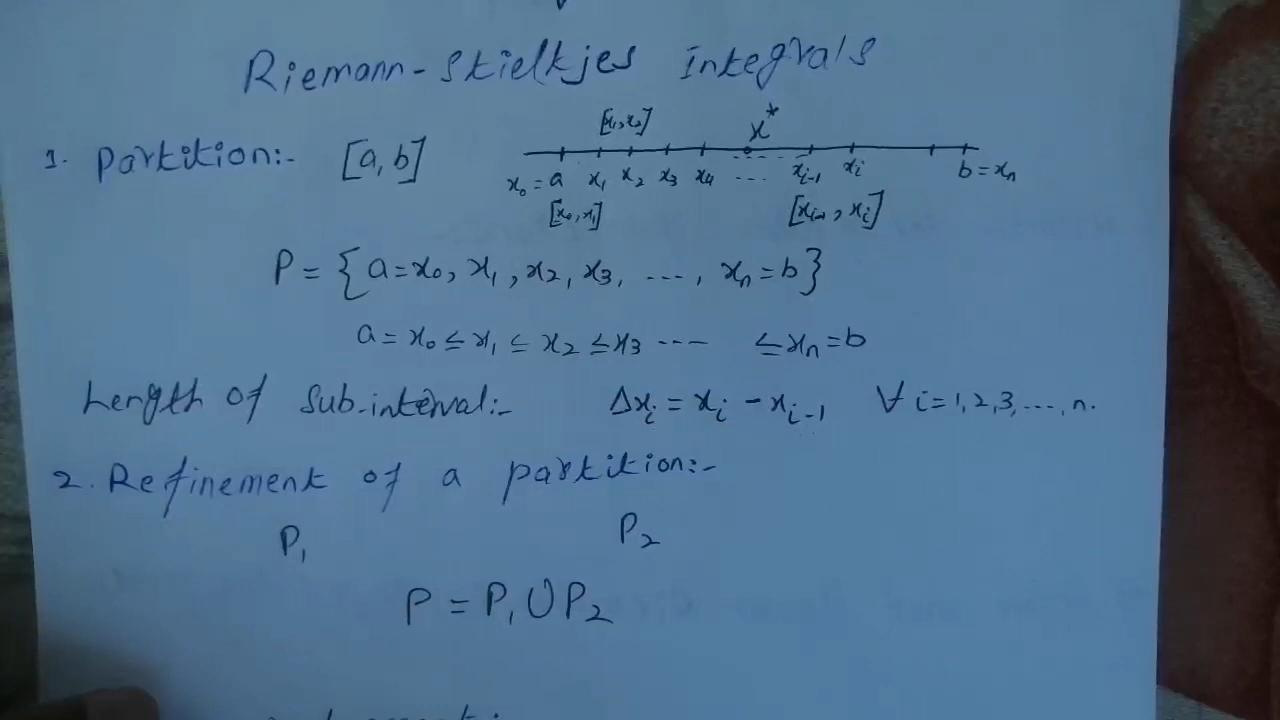 Riemann-Stieltjes integrals
[x₁,x₂] x*
1. Partition:- [a,b]
x₀=a x₁ x₂ x₃ x₄ ... xᵢ₋₁ xᵢ b=xₙ
[x₀,x₁] [xᵢ₋₁, xᵢ]
P = {a=x₀, x₁, x₂, x₃, ..., xₙ=b}
a=x₀≤x₁≤x₂≤x₃ --- ≤xₙ=b
Length of Sub-interval:- Δxᵢ = xᵢ - xᵢ₋₁ ∀ i=1,2,3,...,n.
2. Refinement of a partition:-
P₁ P₂
P = P₁ ∪ P₂